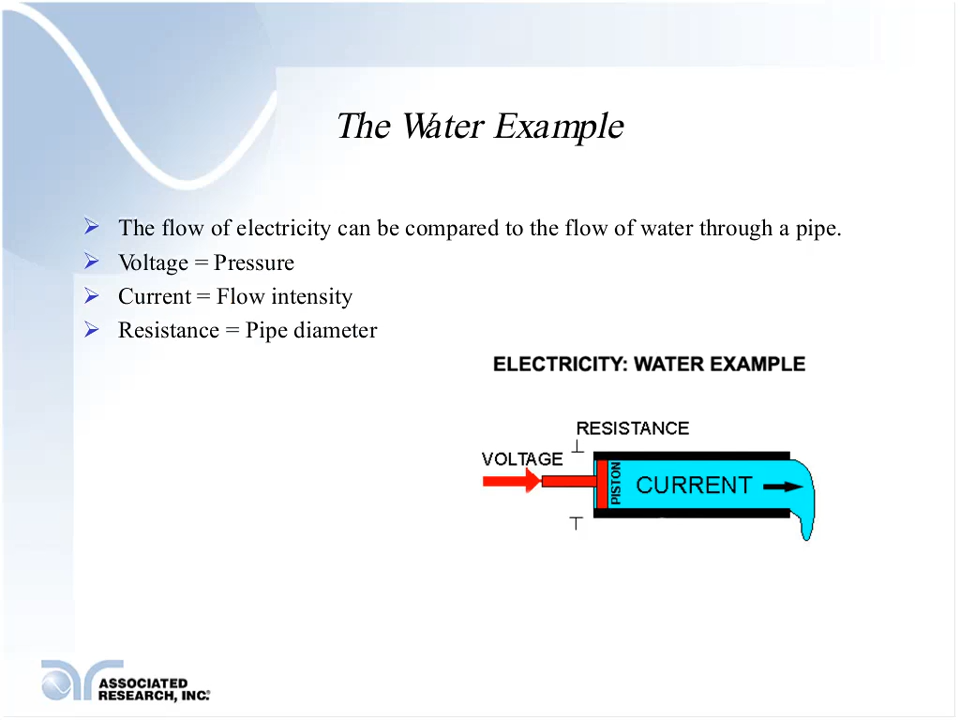 The Water Example
The flow of electricity can be compared to the flow of water through a pipe.
Voltage = Pressure
Current = Flow intensity
Resistance = Pipe diameter
ELECTRICITY: WATER EXAMPLE
RESISTANCE
VOLTAGE
PISTON
CURRENT
ar
ASSOCIATED
RESEARCH, INC.®